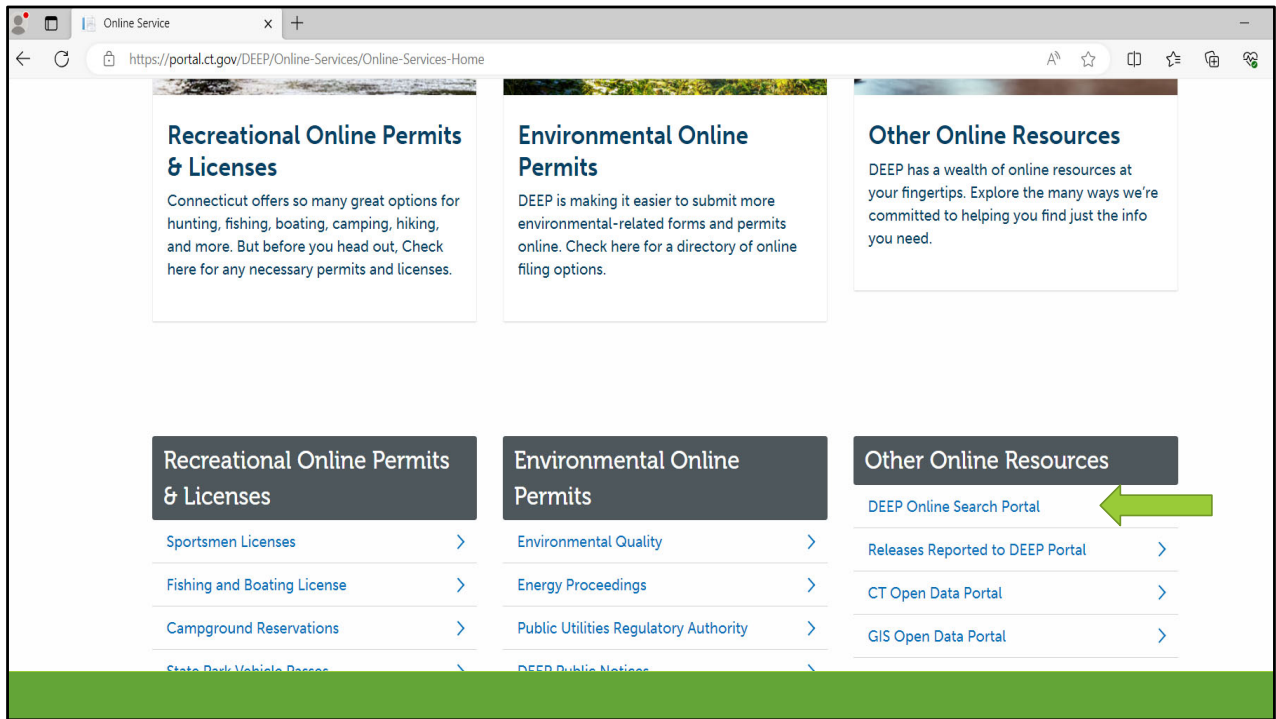 Online Service
https://portal.ct.gov/DEEP/Online-Services/Online-Services-Home
Recreational Online Permits
& Licenses
Connecticut offers so many great options for
hunting, fishing, boating, camping, hiking,
and more. But before you head out, Check
here for any necessary permits and licenses.
Environmental Online
Permits
DEEP is making it easier to submit more
environmental-related forms and permits
online. Check here for a directory of online
filing options.
Other Online Resources
DEEP has a wealth of online resources at
your fingertips. Explore the many ways we're
committed to helping you find just the info
you need.
Recreational Online Permits
& Licenses
Sportsmen Licenses
Fishing and Boating License
Campground Reservations
State Park Vehicle Passes
Environmental Online
Permits
Environmental Quality
Energy Proceedings
Public Utilities Regulatory Authority
DEEP Public Notices
Other Online Resources
DEEP Online Search Portal
Releases Reported to DEEP Portal
CT Open Data Portal
GIS Open Data Portal